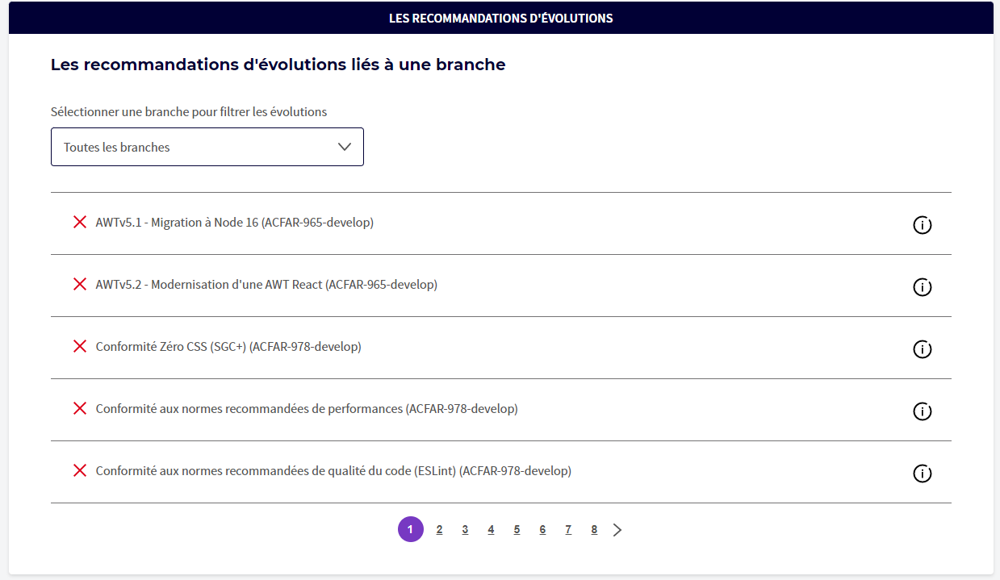 LES RECOMMANDATIONS D'ÉVOLUTIONS
Les recommandations d'évolutions liés à une branche
Sélectionner une branche pour filtrer les évolutions
Toutes les branches
AWTv5.1 - Migration à Node 16 (ACFAR-965-develop)
AWTv5.2 - Modernisation d'une AWT React (ACFAR-965-develop)
Conformité Zéro CSS (SGC+) (ACFAR-978-develop)
Conformité aux normes recommandées de performances (ACFAR-978-develop)
Conformité aux normes recommandées de qualité du code (ESLint) (ACFAR-978-develop)
1 2 3 4 5 6 7 8